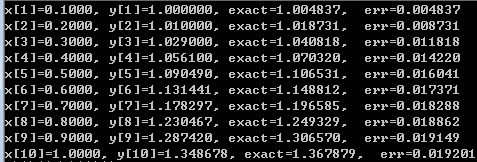 x[1]=0.1000, y[1]=1.000000, exact=1.004837,  err=0.004837
x[2]=0.2000, y[2]=1.010000, exact=1.018731,  err=0.008731
x[3]=0.3000, y[3]=1.029000, exact=1.040818,  err=0.011818
x[4]=0.4000, y[4]=1.056100, exact=1.070320,  err=0.014220
x[5]=0.5000, y[5]=1.090490, exact=1.106531,  err=0.016041
x[6]=0.6000, y[6]=1.131441, exact=1.148812,  err=0.017371
x[7]=0.7000, y[7]=1.178297, exact=1.196585,  err=0.018288
x[8]=0.8000, y[8]=1.230467, exact=1.249329,  err=0.018862
x[9]=0.9000, y[9]=1.287420, exact=1.306570,  err=0.019149
x[10]=1.0000, y[10]=1.348678, exact=1.367879,  err=0.019201